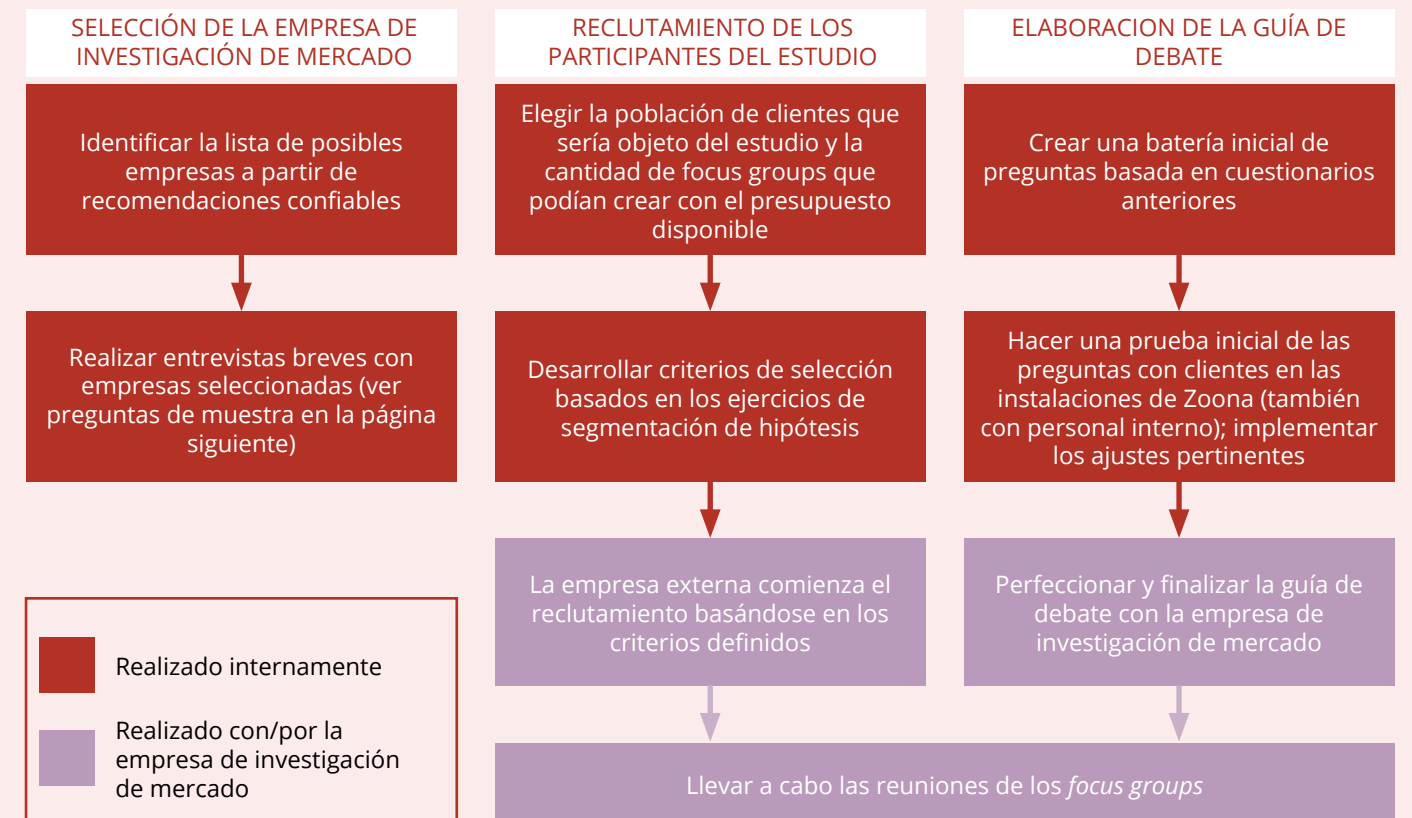 SELECCIÓN DE LA EMPRESA DE
INVESTIGACIÓN DE MERCADO
Identificar la lista de posibles
empresas a partir de
recomendaciones confiables
Realizar entrevistas breves con
empresas seleccionadas (ver
preguntas de muestra en la página
siguiente)
RECLUTAMIENTO DE LOS
PARTICIPANTES DEL ESTUDIO
Elegir la población de clientes que
sería objeto del estudio y la
cantidad de focus groups que
podían crear con el presupuesto
disponible
Desarrollar criterios de selección
basados en los ejercicios de
segmentación de hipótesis
La empresa externa comienza el
reclutamiento basándose en los
criterios definidos
ELABORACION DE LA GUÍA DE
DEBATE
Crear una batería inicial de
preguntas basada en cuestionarios
anteriores
Hacer una prueba inicial de las
preguntas con clientes en las
instalaciones de Zoona (también
con personal interno); implementar
los ajustes pertinentes
Perfeccionar y finalizar la guía de
debate con la empresa de
investigación de mercado
Llevar a cabo las reuniones de los focus groups
Realizado internamente
Realizado con/por la
empresa de investigación
de mercado